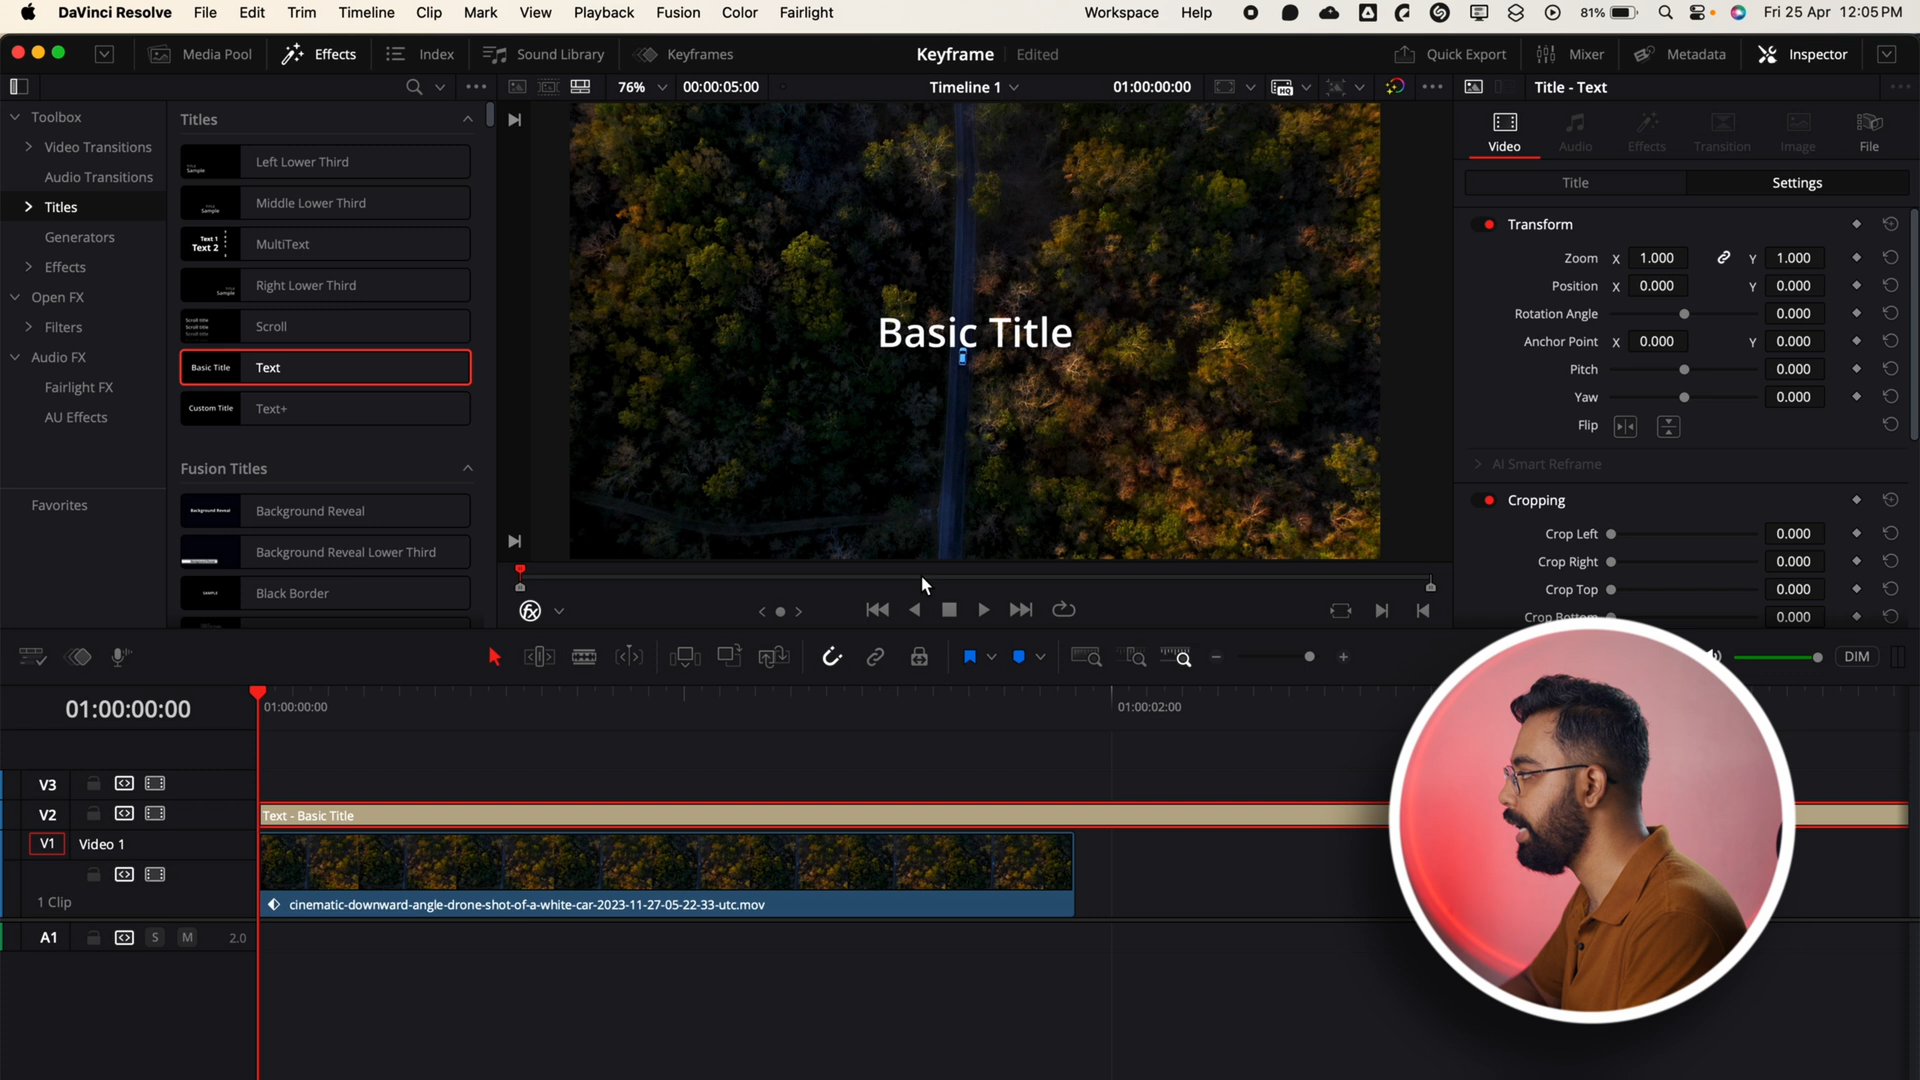 DaVinci Resolve File Edit Trim Timeline Clip Mark View Playback Fusion Color Fairlight Workspace Help 81% Fri 25 Apr 12:05 PM
Media Pool Effects Index Sound Library Keyframes Keyframe Edited Quick Export Mixer Metadata Inspector
76% 00:00:05:00 Timeline 1 01:00:00:00 Title - Text
Toolbox
Video Transitions
Audio Transitions
Titles
Generators
Effects
Open FX
Filters
Audio FX
Fairlight FX
AU Effects
Favorites
Titles
Left Lower Third
Middle Lower Third
Text 1
Text 2
MultiText
Right Lower Third
Scroll
Basic Title Text
Custom Title Text+
Fusion Titles
Background Reveal Background Reveal
Background Reveal Lower Third
Black Border
Basic Title
Video Audio Effects Transition Image File
Title Settings
Transform
Zoom X 1.000 Y 1.000
Position X 0.000 Y 0.000
Rotation Angle 0.000
Anchor Point X 0.000 Y 0.000
Pitch 0.000
Yaw 0.000
Flip
AI Smart Reframe
Cropping
Crop Left 0.000
Crop Right 0.000
Crop Top 0.000
Crop Bottom 0.000
fx
DIM
01:00:00:00 01:00:00:00 01:00:02:00
V3
V2 Text - Basic Title
V1 Video 1
1 Clip cinematic-downward-angle-drone-shot-of-a-white-car-2023-11-27-05-22-33-utc.mov
A1 S M 2.0